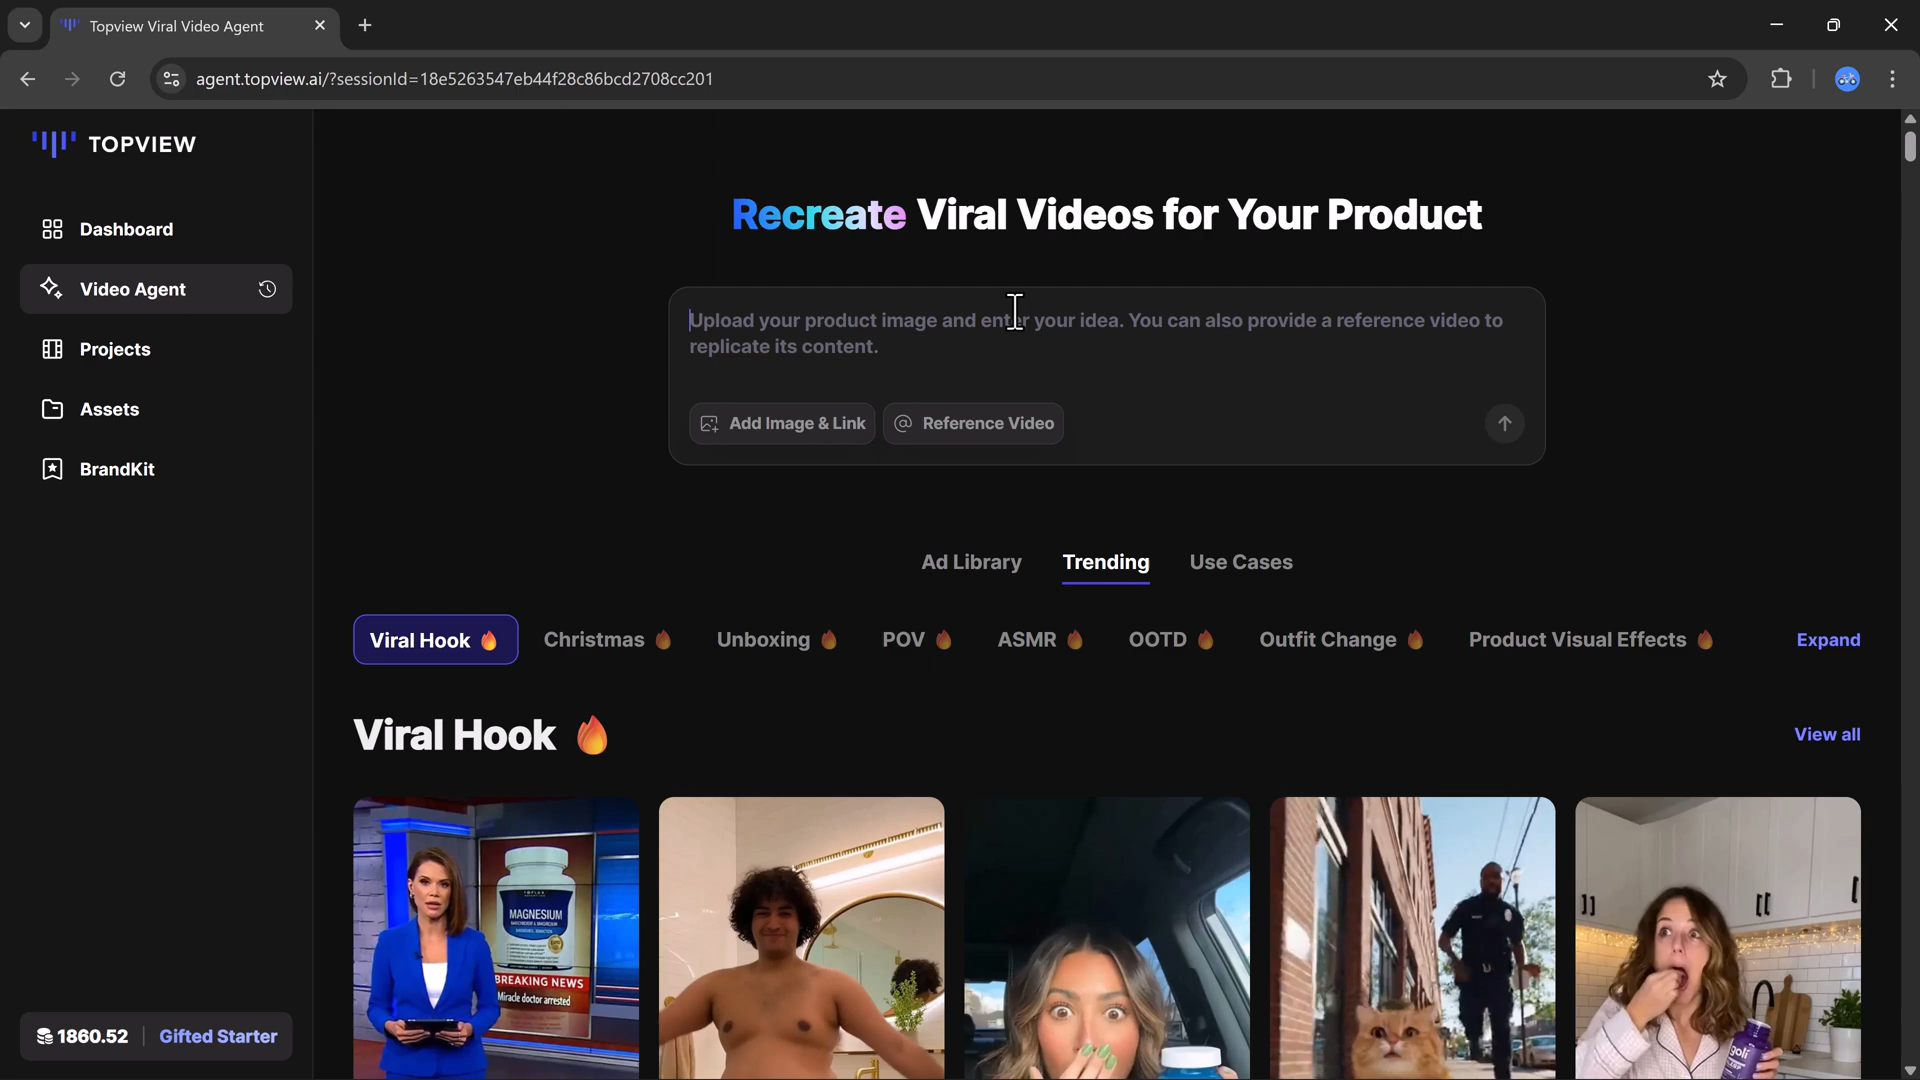 Topview Viral Video Agent
agent.topview.ai/?sessionId=18e5263547eb44f28c86bcd2708cc201
TOPVIEW
Dashboard
Video Agent
Projects
Assets
BrandKit
1860.52
Gifted Starter
Recreate Viral Videos for Your Product
Upload your product image and enter your idea. You can also provide a reference video to
replicate its content.
Add Image & Link
@ Reference Video
Ad Library
Trending
Use Cases
Viral Hook 🔥
Christmas 🔥
Unboxing 🔥
POV 🔥
ASMR 🔥
OOTD 🔥
Outfit Change 🔥
Product Visual Effects 🔥
Expand
Viral Hook 🔥
View all
MAGNESIUM
BREAKING NEWS
Miracle doctor arrested
goli